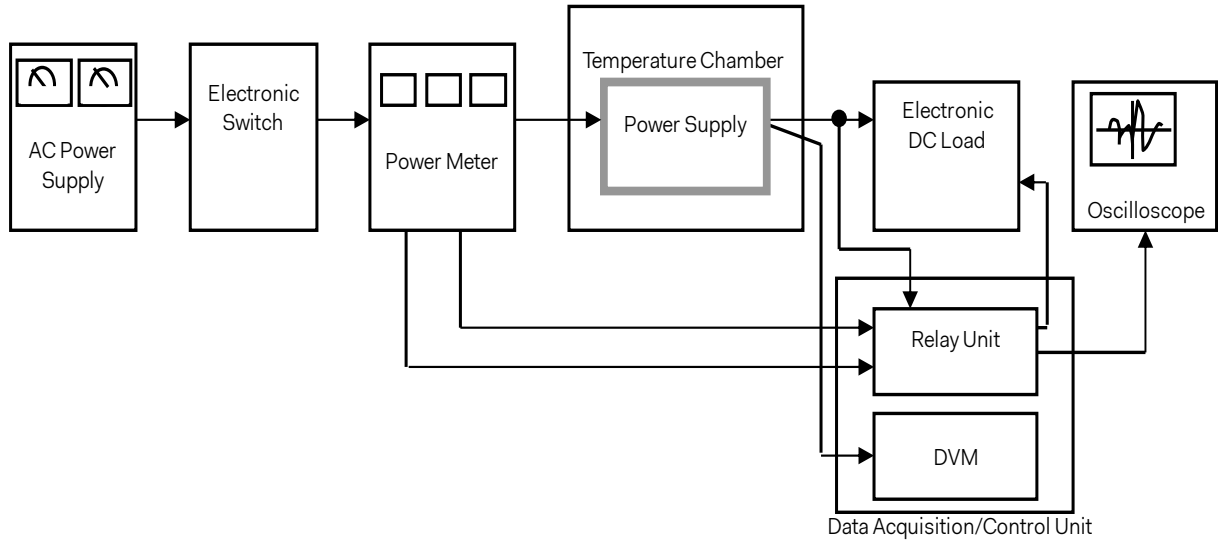 AC Power
Supply
Electronic
Switch
Power Meter
Temperature Chamber
Power Supply
Electronic
DC Load
Oscilloscope
Relay Unit
DVM
Data Acquisition/Control Unit